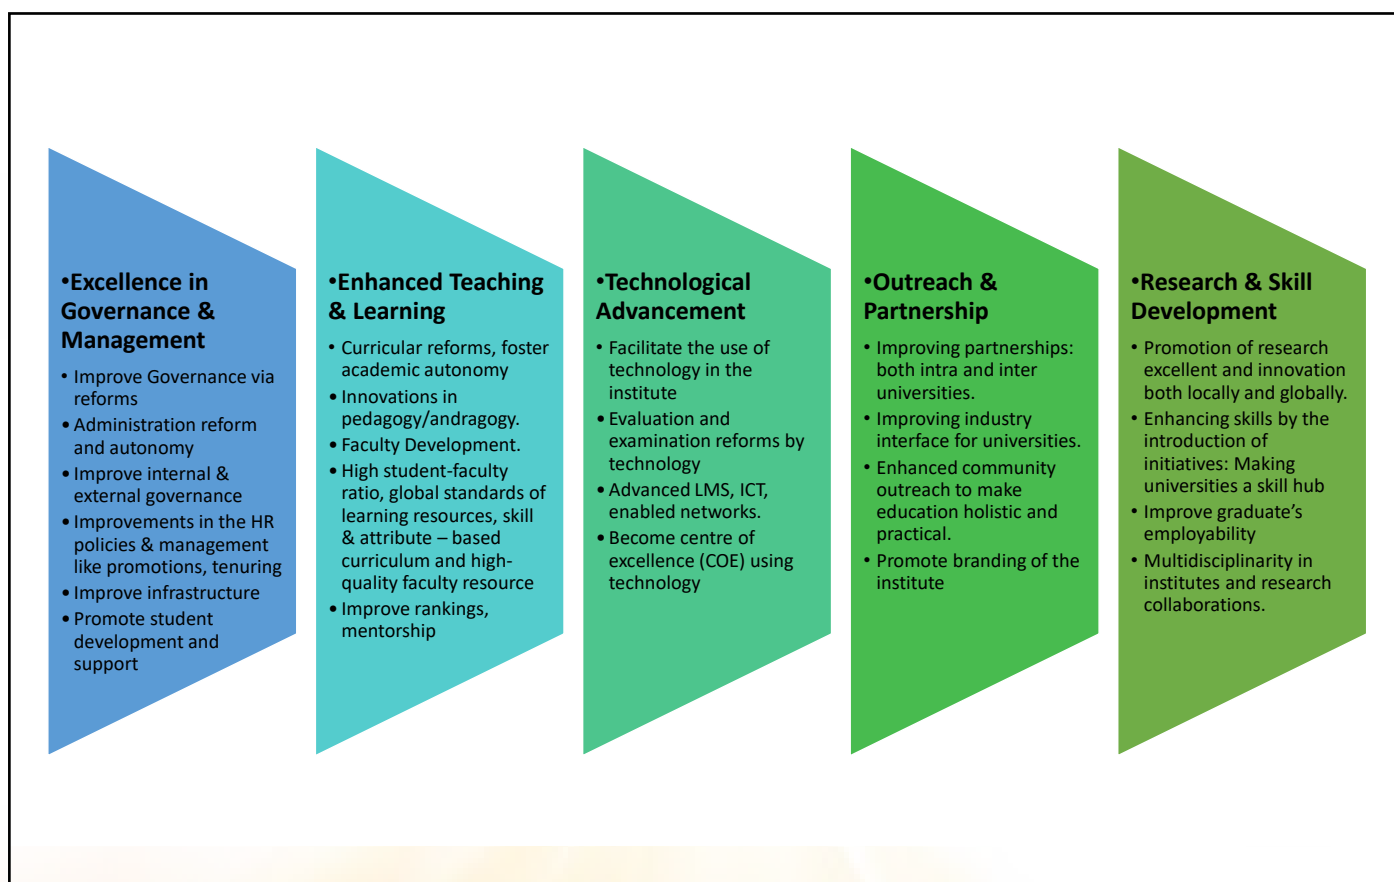 •Excellence in
Governance &
Management
• Improve Governance via
reforms
• Administration reform
and autonomy
• Improve internal &
external governance
• Improvements in the HR
policies & management
like promotions, tenuring
• Improve infrastructure
• Promote student
development and
support
•Enhanced Teaching
& Learning
• Curricular reforms, foster
academic autonomy
• Innovations in
pedagogy/andragogy.
• Faculty Development.
• High student-faculty
ratio, global standards of
learning resources, skill
& attribute – based
curriculum and high-
quality faculty resource
• Improve rankings,
mentorship
•Technological
Advancement
• Facilitate the use of
technology in the
institute
• Evaluation and
examination reforms by
technology
• Advanced LMS, ICT,
enabled networks.
• Become centre of
excellence (COE) using
technology
•Outreach &
Partnership
• Improving partnerships:
both intra and inter
universities.
• Improving industry
interface for universities.
• Enhanced community
outreach to make
education holistic and
practical.
• Promote branding of the
institute
•Research & Skill
Development
• Promotion of research
excellent and innovation
both locally and globally.
• Enhancing skills by the
introduction of
initiatives: Making
universities a skill hub
• Improve graduate's
employability
• Multidisciplinarity in
institutes and research
collaborations.